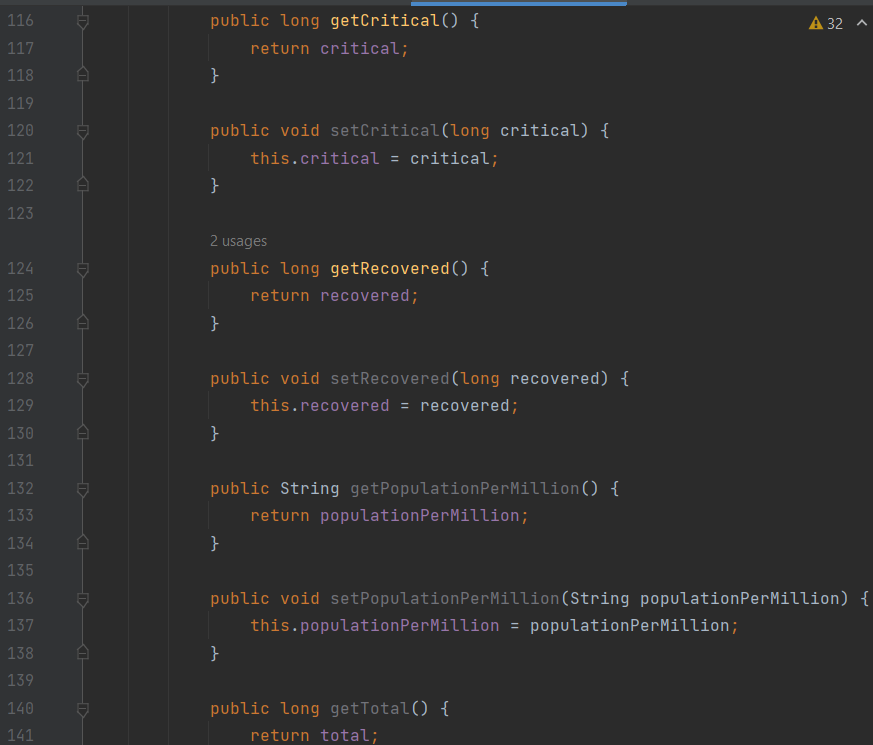 116 public long getCritical() { 32
117 return critical;
118 }
119
120 public void setCritical(long critical) {
121 this.critical = critical;
122 }
123
2 usages
124 public long getRecovered() {
125 return recovered;
126 }
127
128 public void setRecovered(long recovered) {
129 this.recovered = recovered;
130 }
131
132 public String getPopulationPerMillion() {
133 return populationPerMillion;
134 }
135
136 public void setPopulationPerMillion(String populationPerMillion) {
137 this.populationPerMillion = populationPerMillion;
138 }
139
140 public long getTotal() {
141 return total;